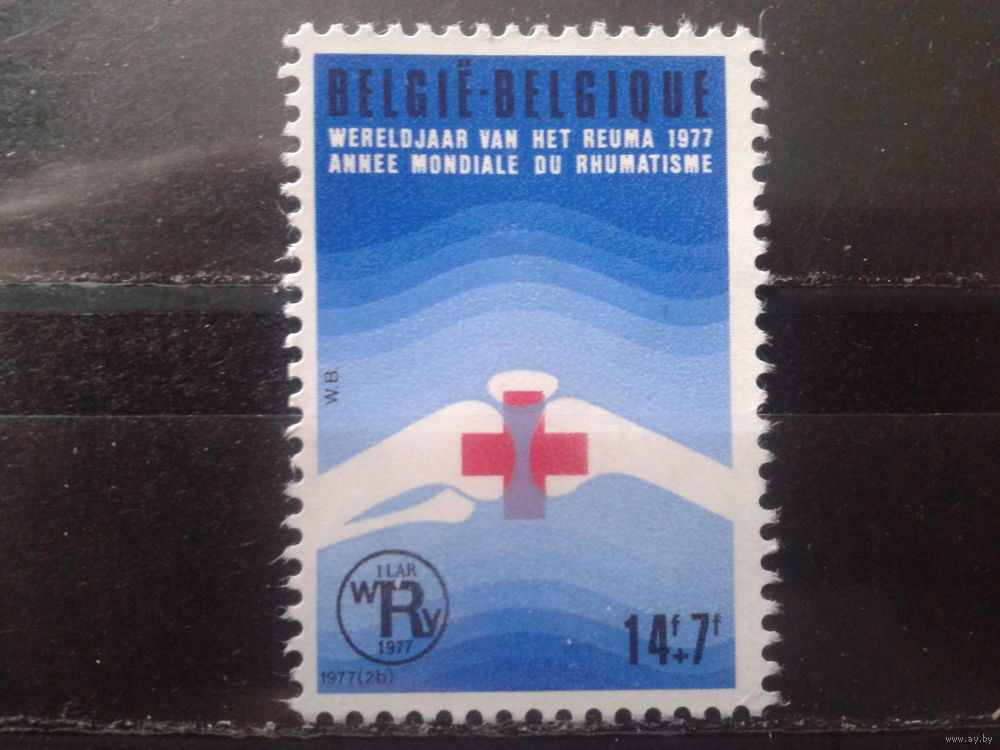 BELGIË-BELGIQUE
WERELDJAAR VAN HET REUMA 1977
ANNEE MONDIALE DU RHUMATISME
W.B.
ILAR
WRY
1977
14f+7f
1977(2b)
www.ay.by